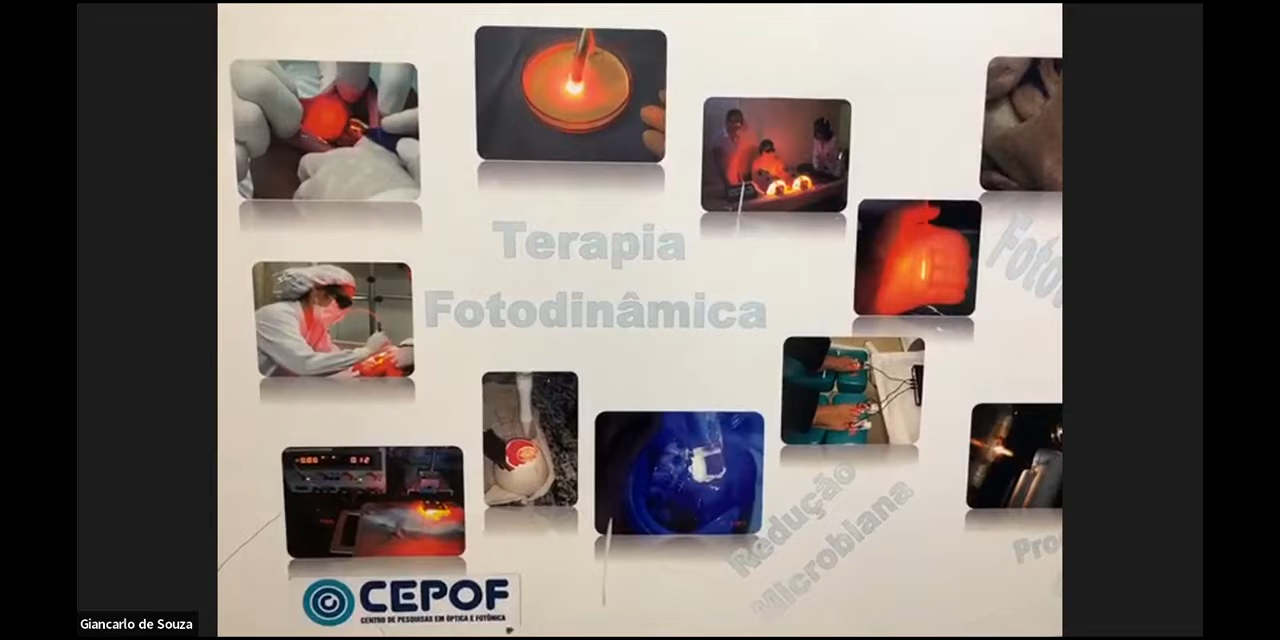 Terapia
Fotodinâmica
Redução
Microbiana
CEPOF
CENTRO DE PESQUISAS EM ÓPTICA E FOTÔNICA
Giancarlo de Souza